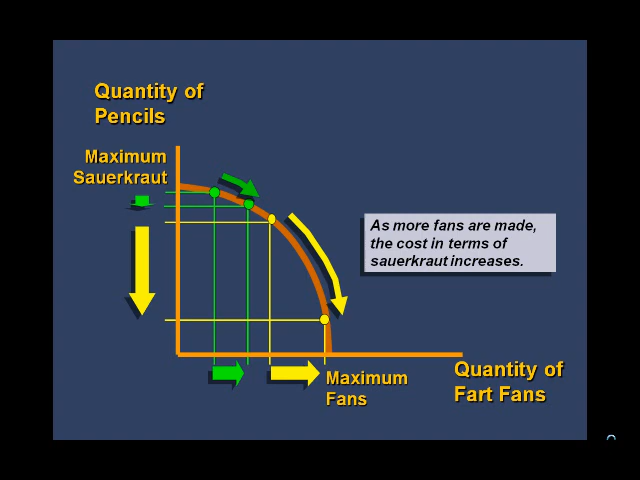 Quantity of
Pencils
Maximum
Sauerkraut
As more fans are made,
the cost in terms of
sauerkraut increases.
Maximum
Fans
Quantity of
Fart Fans